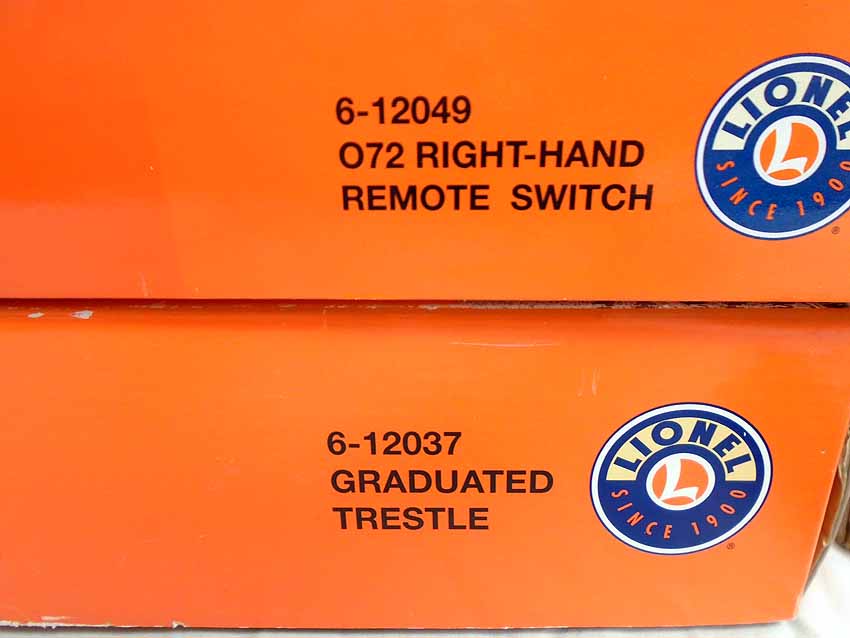 6-12049
O72 RIGHT-HAND
REMOTE SWITCH
LIONEL
L
SINCE 1900
®
6-12037
GRADUATED
TRESTLE
LIONEL
L
SINCE 1900
®